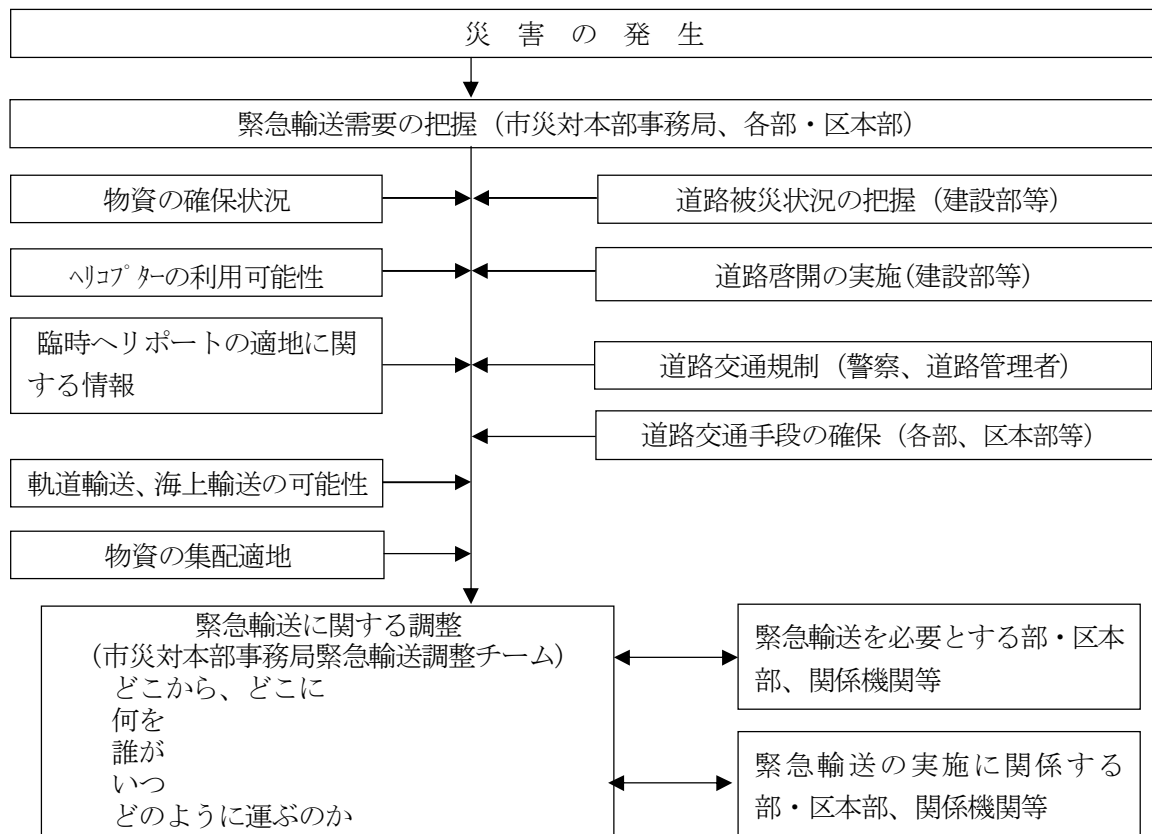 災 害 の 発 生
緊急輸送需要の把握（市災対本部事務局、各部・区本部）
物資の確保状況
道路被災状況の把握（建設部等）
ﾍﾘｺﾌﾟﾀｰの利用可能性
道路啓開の実施(建設部等)
臨時ヘリポートの適地に関
する情報
道路交通規制（警察、道路管理者）
道路交通手段の確保（各部、区本部等）
軌道輸送、海上輸送の可能性
物資の集配適地
緊急輸送に関する調整
（市災対本部事務局緊急輸送調整チーム）
どこから、どこに
何を
誰が
いつ
どのように運ぶのか
緊急輸送を必要とする部・区本
部、関係機関等
緊急輸送の実施に関係する
部・区本部、関係機関等